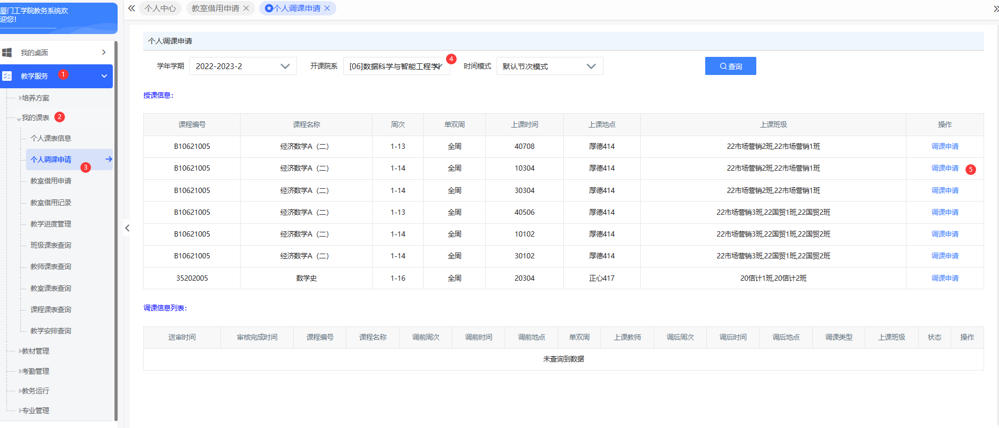 厦门工学院教务系统欢
迎您!
我的桌面
教学服务 1
培养方案
我的课表 2
个人课表信息
个人调课申请
3
教室借用申请
教室借用记录
教学进度管理
班级课表查询
教师课表查询
教室课表查询
课程课表查询
教学安排查询
教材管理
考勤管理
教务运行
专业管理
个人中心 教室借用申请 个人调课申请
个人调课申请
学年学期 2022-2023-2 开课院系 [06]数据科学与智能工程学 4 时间模式 默认节次模式 查询
授课信息:
课程编号 课程名称 周次 单双周 上课时间 上课地点 上课班级 操作
B10621005 经济数学A（二） 1-13 全周 40708 厚德414 22市场营销2班,22市场营销1班 调课申请
B10621005 经济数学A（二） 1-14 全周 10304 厚德414 22市场营销2班,22市场营销1班 调课申请 5
B10621005 经济数学A（二） 1-14 全周 30304 厚德414 22市场营销2班,22市场营销1班 调课申请
B10621005 经济数学A（二） 1-13 全周 40506 厚德414 22市场营销3班,22国贸1班,22国贸2班 调课申请
B10621005 经济数学A（二） 1-14 全周 10102 厚德414 22市场营销3班,22国贸1班,22国贸2班 调课申请
B10621005 经济数学A（二） 1-14 全周 30102 厚德414 22市场营销3班,22国贸1班,22国贸2班 调课申请
35202005 数学史 1-16 全周 20304 正心417 20信计1班,20信计2班 调课申请
调课信息列表:
送审时间 审核完成时间 课程编号 课程名称 调前周次 调前时间 调前地点 单双周 上课教师 调后周次 调后时间 调后地点 调课类型 上课班级 状态 操作
未查询到数据